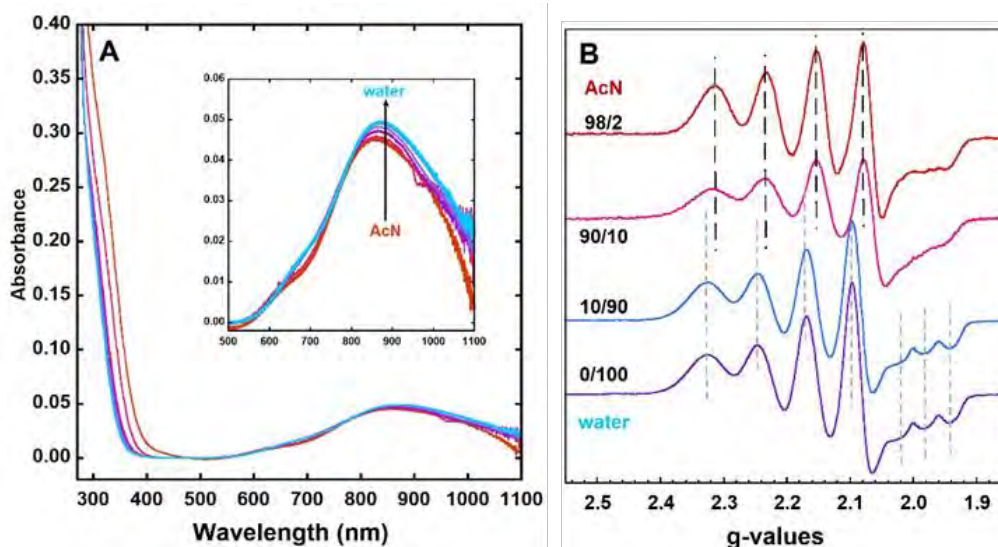 A
Absorbance
0.40
0.35
0.30
0.25
0.20
0.15
0.10
0.05
0.00
300 400 500 600 700 800 900 1000 1100
Wavelength (nm)
0.06
0.05
0.04
0.03
0.02
0.01
0.00
500 600 700 800 900 1000 1100
water
AcN
B
AcN
98/2
90/10
10/90
0/100
water
2.5 2.4 2.3 2.2 2.1 2.0 1.9
g-values